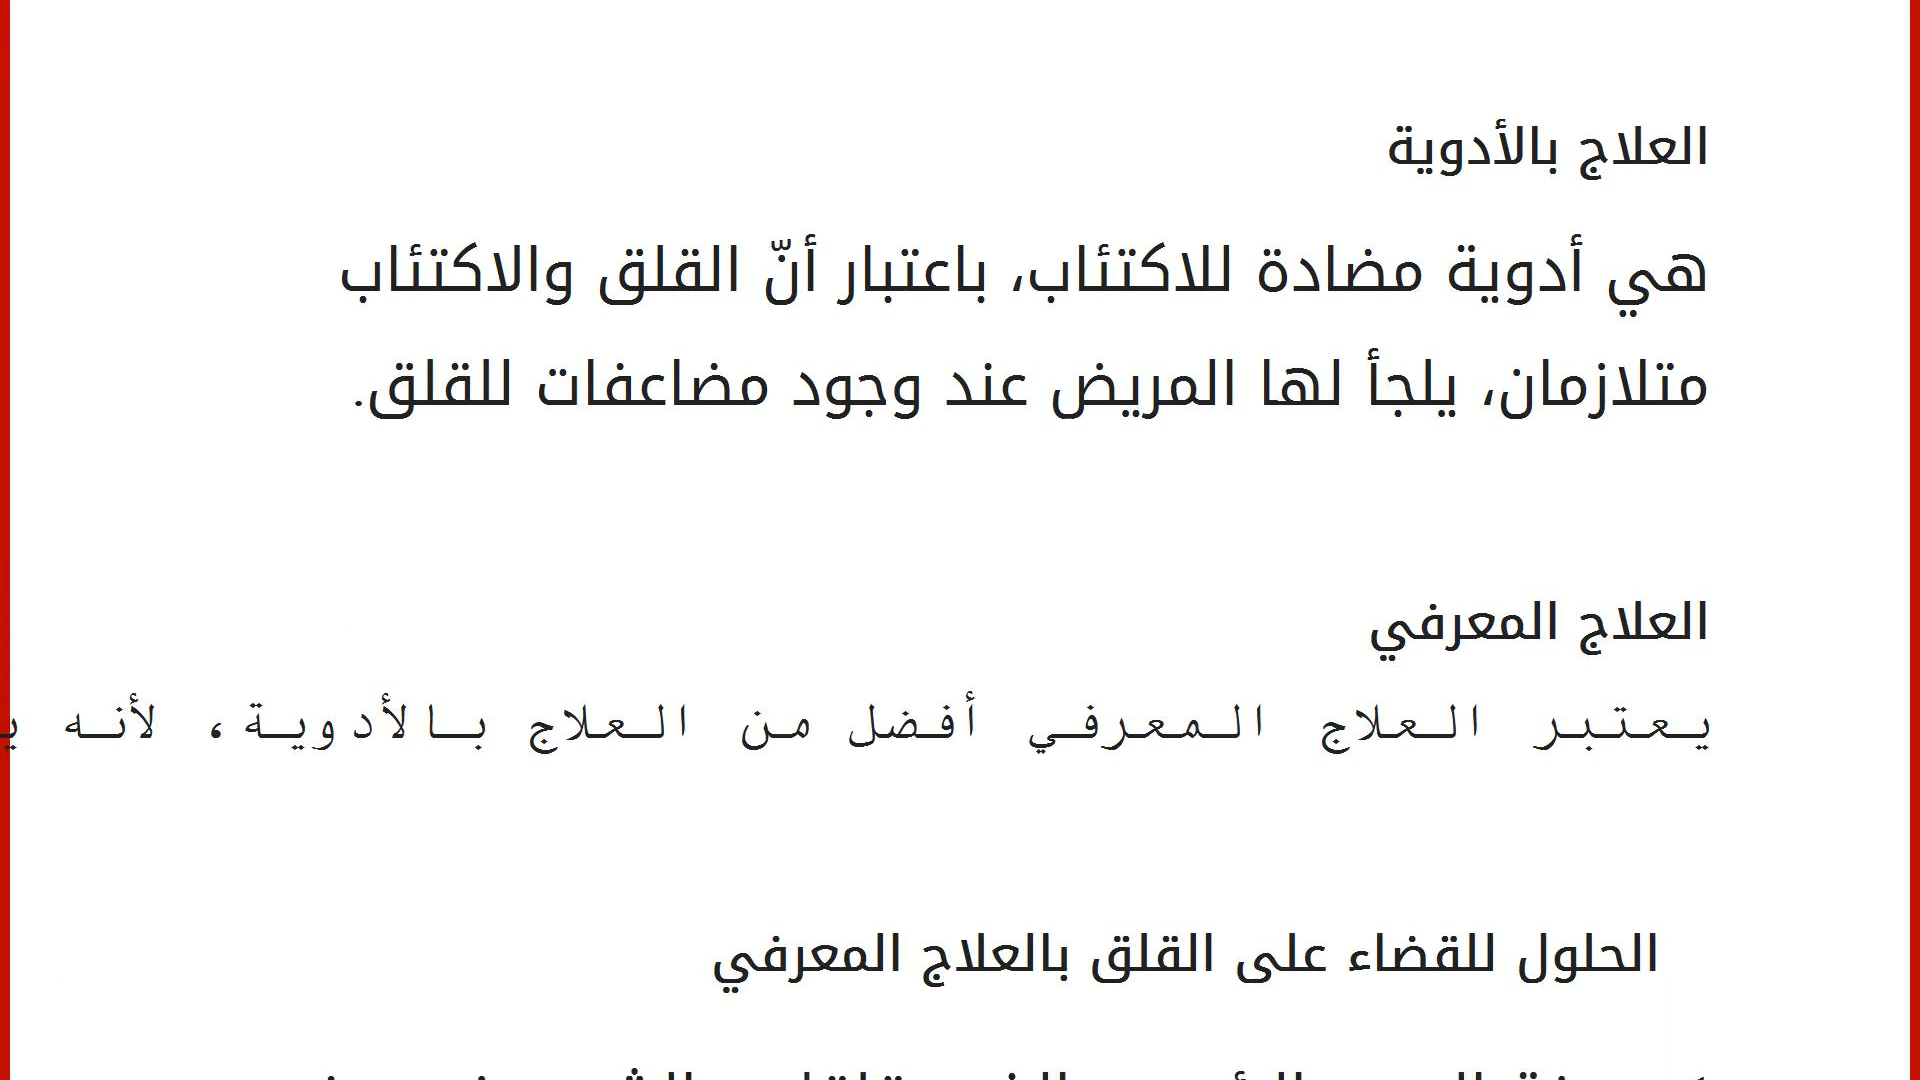 العلاج بالأدوية
هي أدوية مضادة للاكتئاب، باعتبار أنّ القلق والاكتئاب
متلازمان، يلجأ لها المريض عند وجود مضاعفات للقلق.
العلاج المعرفي
يعتبر العلاج المعرفي أفضل من العلاج بالأدوية، لأنه
الحلول للقضاء على القلق بالعلاج المعرفي